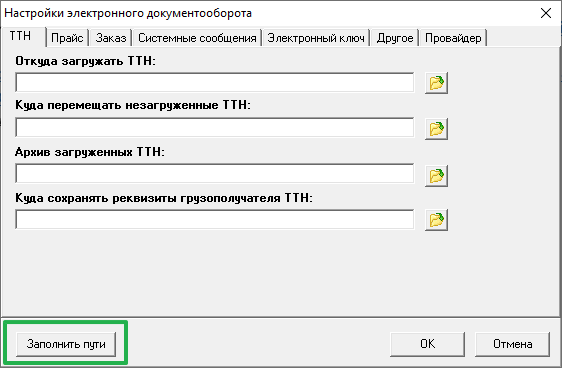 Настройки электронного документооборота
ТТН Прайс Заказ Системные сообщения Электронный ключ Другое Провайдер
Откуда загружать ТТН:
Куда перемещать незагруженные ТТН:
Архив загруженных ТТН:
Куда сохранять реквизиты грузополучателя ТТН:
Заполнить пути OK Отмена